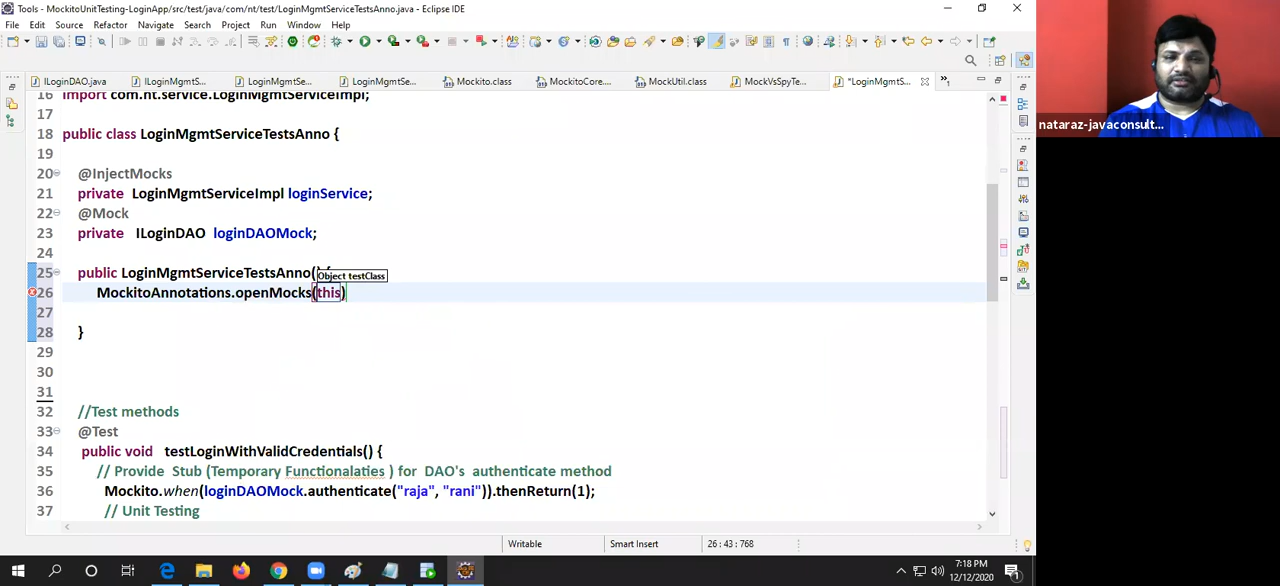 Tools - MockitoUnitTesting-LoginApp/src/test/java/com/nt/test/LoginMgmtServiceTestsAnno.java - Eclipse IDE
File Edit Source Refactor Navigate Search Project Run Window Help
ILoginDAO.java ILoginMgmtS... LoginMgmtSe... LoginMgmtSe... Mockito.class MockitoCore... MockUtil.class MockVsSpyTe... *LoginMgmtS...
16 import com.nt.service.LoginMgmtServiceImpl;
17
18 public class LoginMgmtServiceTestsAnno {
19
20 @InjectMocks
21 private LoginMgmtServiceImpl loginService;
22 @Mock
23 private ILoginDAO loginDAOMock;
24
25 public LoginMgmtServiceTestsAnno() {
Object testClass
26 MockitoAnnotations.openMocks(this)
27
28 }
29
30
31
32 //Test methods
33 @Test
34 public void testLoginWithValidCredentials() {
35 // Provide Stub (Temporary Functionalaties ) for DAO's authenticate method
36 Mockito.when(loginDAOMock.authenticate("raja", "rani")).thenReturn(1);
37 // Unit Testing
Writable Smart Insert 26 : 43 : 768
7:18 PM
12/12/2020
nataraz-javaconsult...